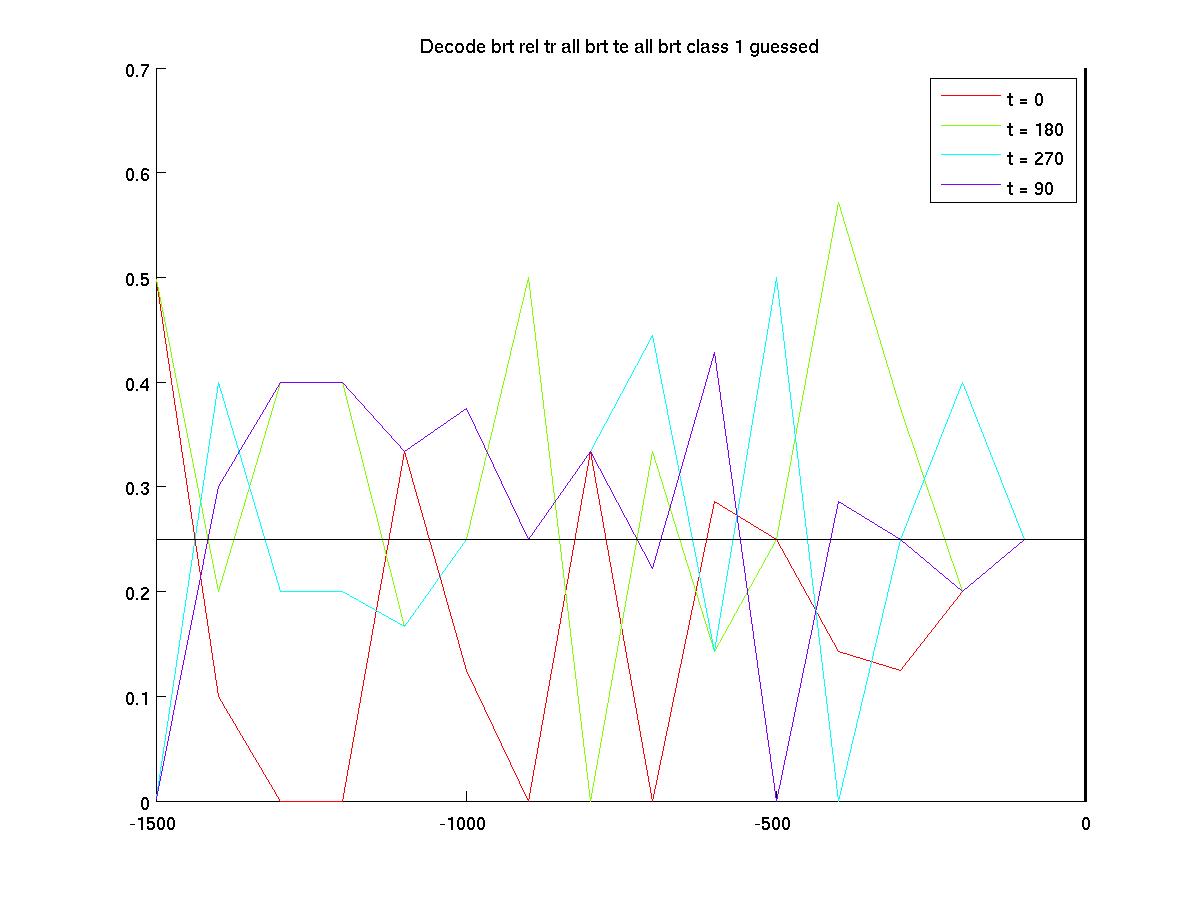 Decode brt rel tr all brt te all brt class 1 guessed
0.7
0.6
0.5
0.4
0.3
0.2
0.1
0
-1500
-1000
-500
0
t = 0
t = 180
t = 270
t = 90